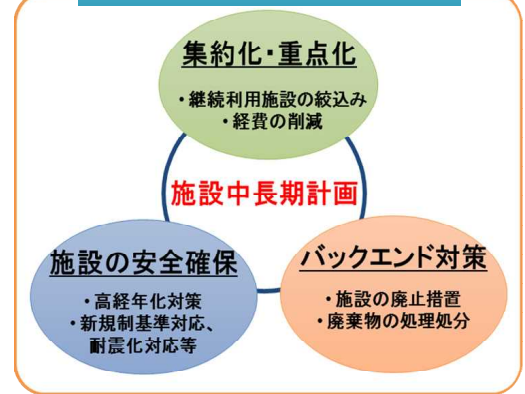 集約化・重点化
・継続利用施設の絞込み
・経費の削減
施設中長期計画
施設の安全確保
・高経年化対策
・新規制基準対応、
耐震化対応等
バックエンド対策
・施設の廃止措置
・廃棄物の処理処分